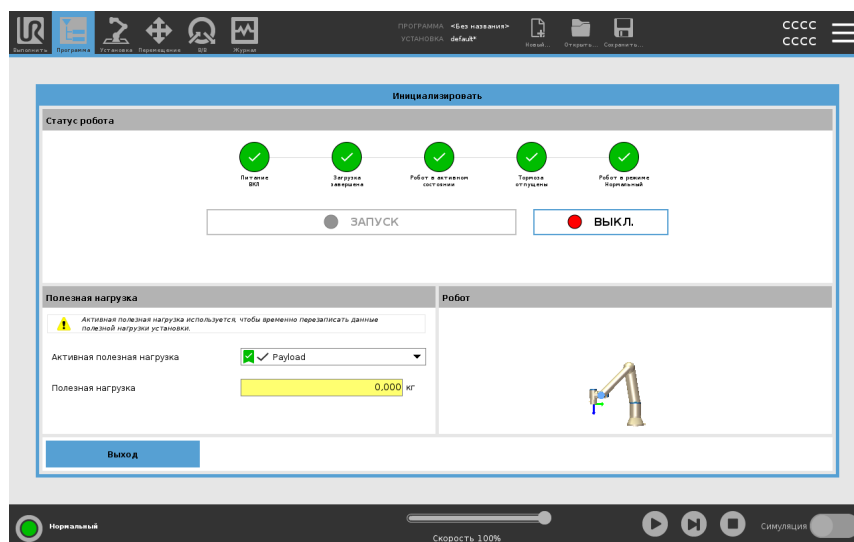 ПРОГРАММА <Без названия>
УСТАНОВКА default*
CCCC
CCCC
Выполнить Программа Установка Перемещение В/В Журнал Новый... Открыть... Сохранить...
Инициализировать
Статус робота
Питание ВКЛ
Загрузка завершена
Робот в активном состоянии
Тормоза отпущены
Робот в режиме Нормальный
ЗАПУСК
ВЫКЛ.
Полезная нагрузка
Робот
Активная полезная нагрузка используется, чтобы временно перезаписать данные
полезной нагрузки установки.
Активная полезная нагрузка
Payload
Полезная нагрузка
0,000 кг
Выход
Нормальный
Скорость 100%
Симуляция